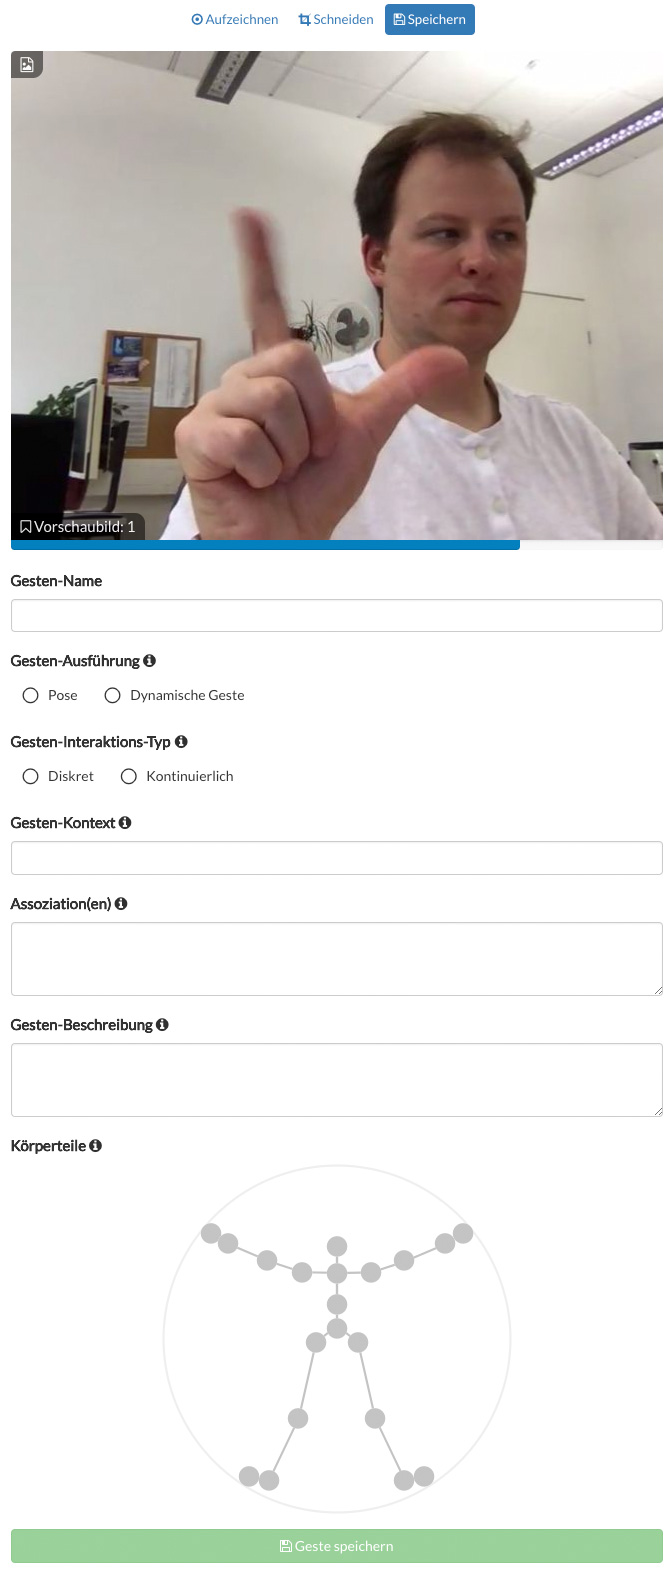 Aufzeichnen Schneiden Speichern
Vorschaubild: 1
Gesten-Name
Gesten-Ausführung
Pose Dynamische Geste
Gesten-Interaktions-Typ
Diskret Kontinuierlich
Gesten-Kontext
Assoziation(en)
Gesten-Beschreibung
Körperteile
Geste speichern